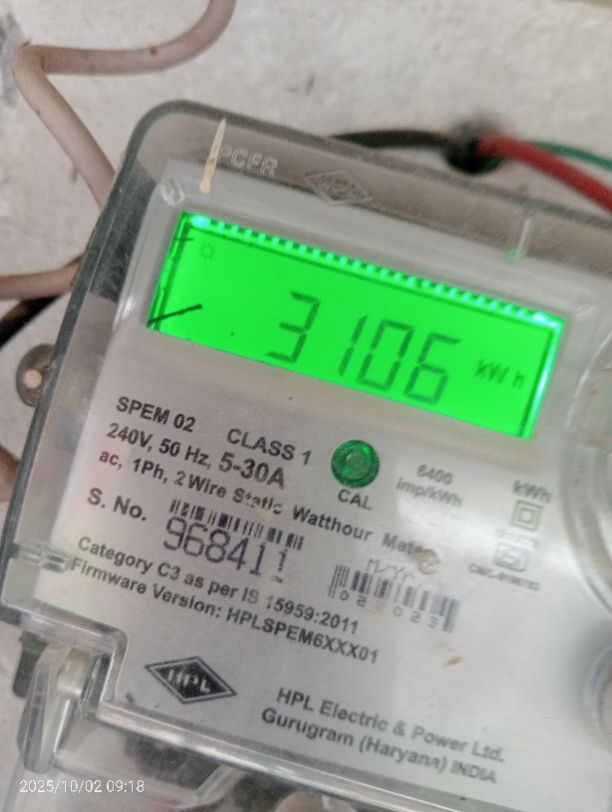 PCFR
3106 kWh
SPEM 02 CLASS 1
240V, 50 Hz, 5-30A
ac, 1Ph, 2 Wire Static Watthour Meter
CAL
6400
imp/kWh
kWh
S. No.
968411
Category C3 as per IS 15959:2011
Firmware Version: HPLSPEM6XXX01
HPL
HPL Electric & Power Ltd.
Gurugram (Haryana) INDIA
2025/10/02 09:18